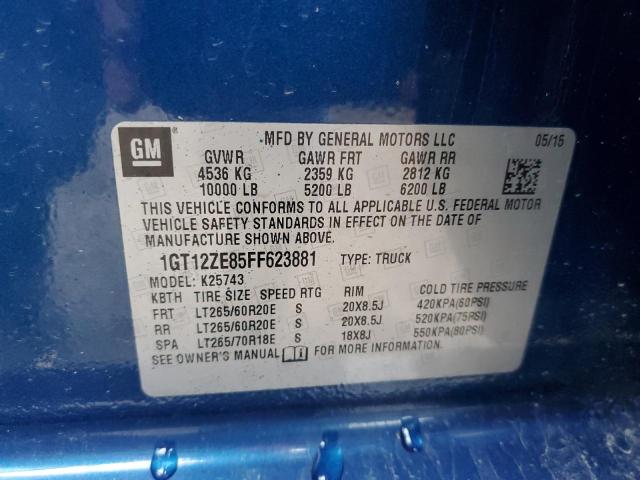 GM
MFD BY GENERAL MOTORS LLC 05/15
GVWR GAWR FRT GAWR RR
4536 KG 2359 KG 2812 KG
10000 LB 5200 LB 6200 LB
THIS VEHICLE CONFORMS TO ALL APPLICABLE U.S. FEDERAL MOTOR
VEHICLE SAFETY STANDARDS IN EFFECT ON THE DATE OF
MANUFACTURE SHOWN ABOVE.
1GT12ZE85FF623881 TYPE: TRUCK
MODEL: K25743
KBTH TIRE SIZE SPEED RTG RIM COLD TIRE PRESSURE
FRT LT265/60R20E S 20X8.5J 420KPA(60PSI)
RR LT265/60R20E S 20X8.5J 520KPA(75PSI)
SPA LT265/70R18E S 18X8J 550KPA(80PSI)
SEE OWNER'S MANUAL FOR MORE INFORMATION.